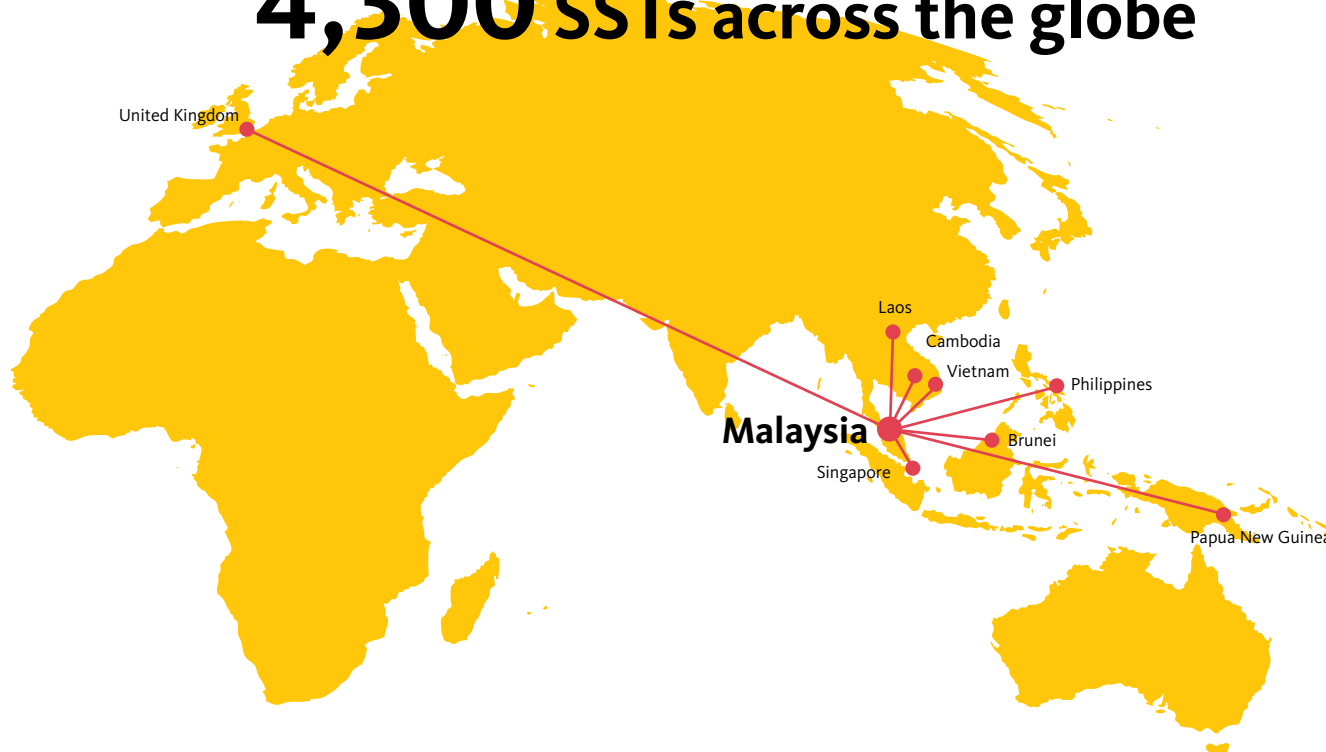 4,300 SSTs across the globe
United Kingdom
Laos
Cambodia
Vietnam
Philippines
Malaysia
Brunei
Singapore
Papua New Guinea